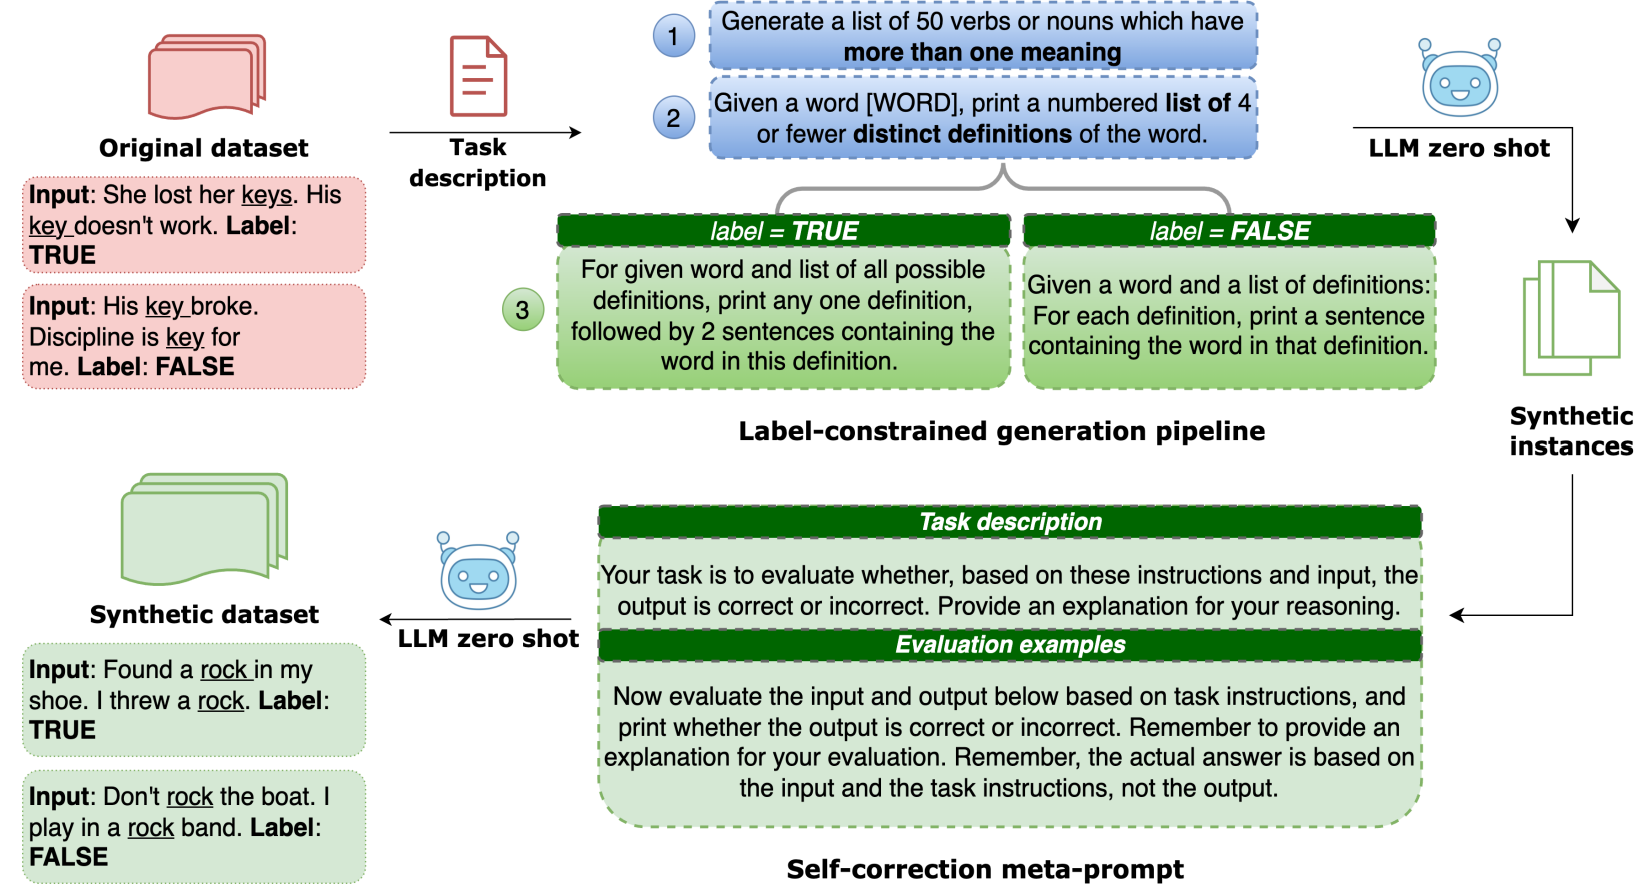 Original dataset
Input: She lost her keys. His
key doesn't work. Label:
TRUE
Input: His key broke.
Discipline is key for
me. Label: FALSE
Task
description
1
Generate a list of 50 verbs or nouns which have
more than one meaning
2
Given a word [WORD], print a numbered list of 4
or fewer distinct definitions of the word.
3
label = TRUE
For given word and list of all possible
definitions, print any one definition,
followed by 2 sentences containing the
word in this definition.
label = FALSE
Given a word and a list of definitions:
For each definition, print a sentence
containing the word in that definition.
Label-constrained generation pipeline
LLM zero shot
Synthetic
instances
Task description
Your task is to evaluate whether, based on these instructions and input, the
output is correct or incorrect. Provide an explanation for your reasoning.
Evaluation examples
Now evaluate the input and output below based on task instructions, and
print whether the output is correct or incorrect. Remember to provide an
explanation for your evaluation. Remember, the actual answer is based on
the input and the task instructions, not the output.
Self-correction meta-prompt
LLM zero shot
Synthetic dataset
Input: Found a rock in my
shoe. I threw a rock. Label:
TRUE
Input: Don't rock the boat. I
play in a rock band. Label:
FALSE